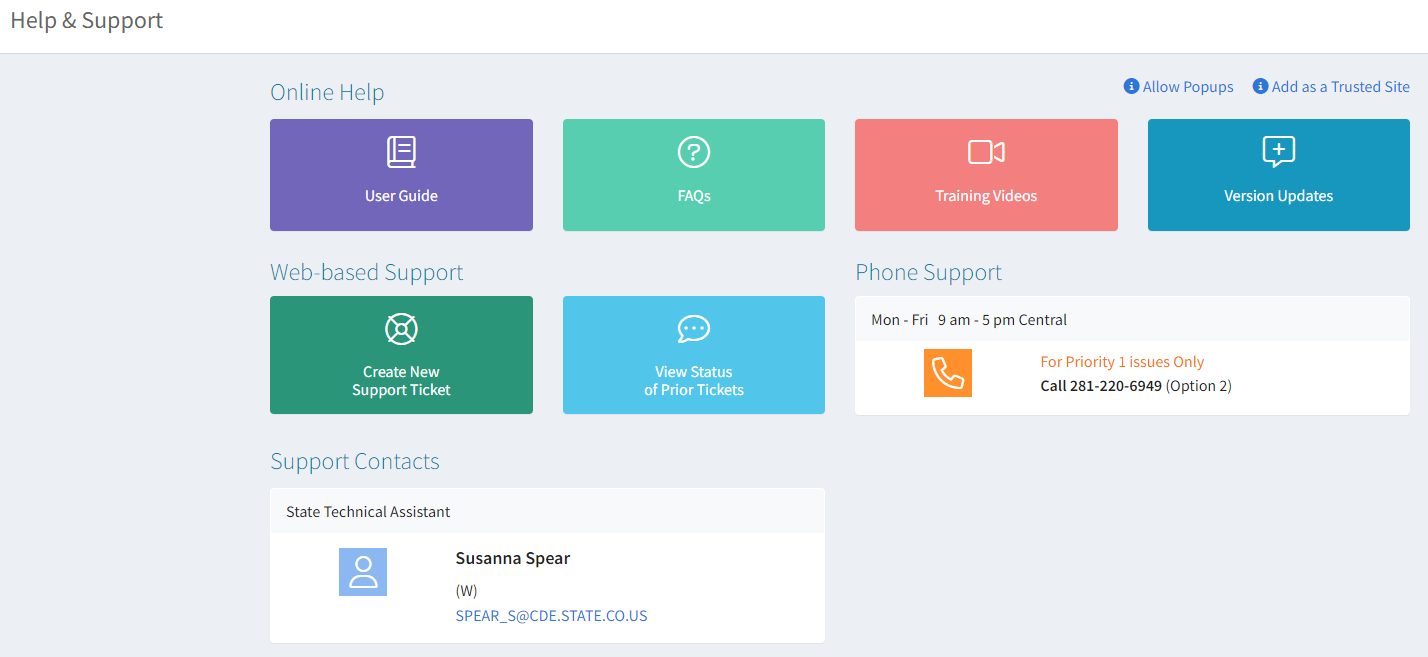 Help & Support
Online Help
Allow Popups
Add as a Trusted Site
User Guide
FAQs
Training Videos
Version Updates
Web-based Support
Create New
Support Ticket
View Status
of Prior Tickets
Phone Support
Mon - Fri 9 am - 5 pm Central
For Priority 1 issues Only
Call 281-220-6949 (Option 2)
Support Contacts
State Technical Assistant
Susanna Spear
(W)
SPEAR_S@CDE.STATE.CO.US